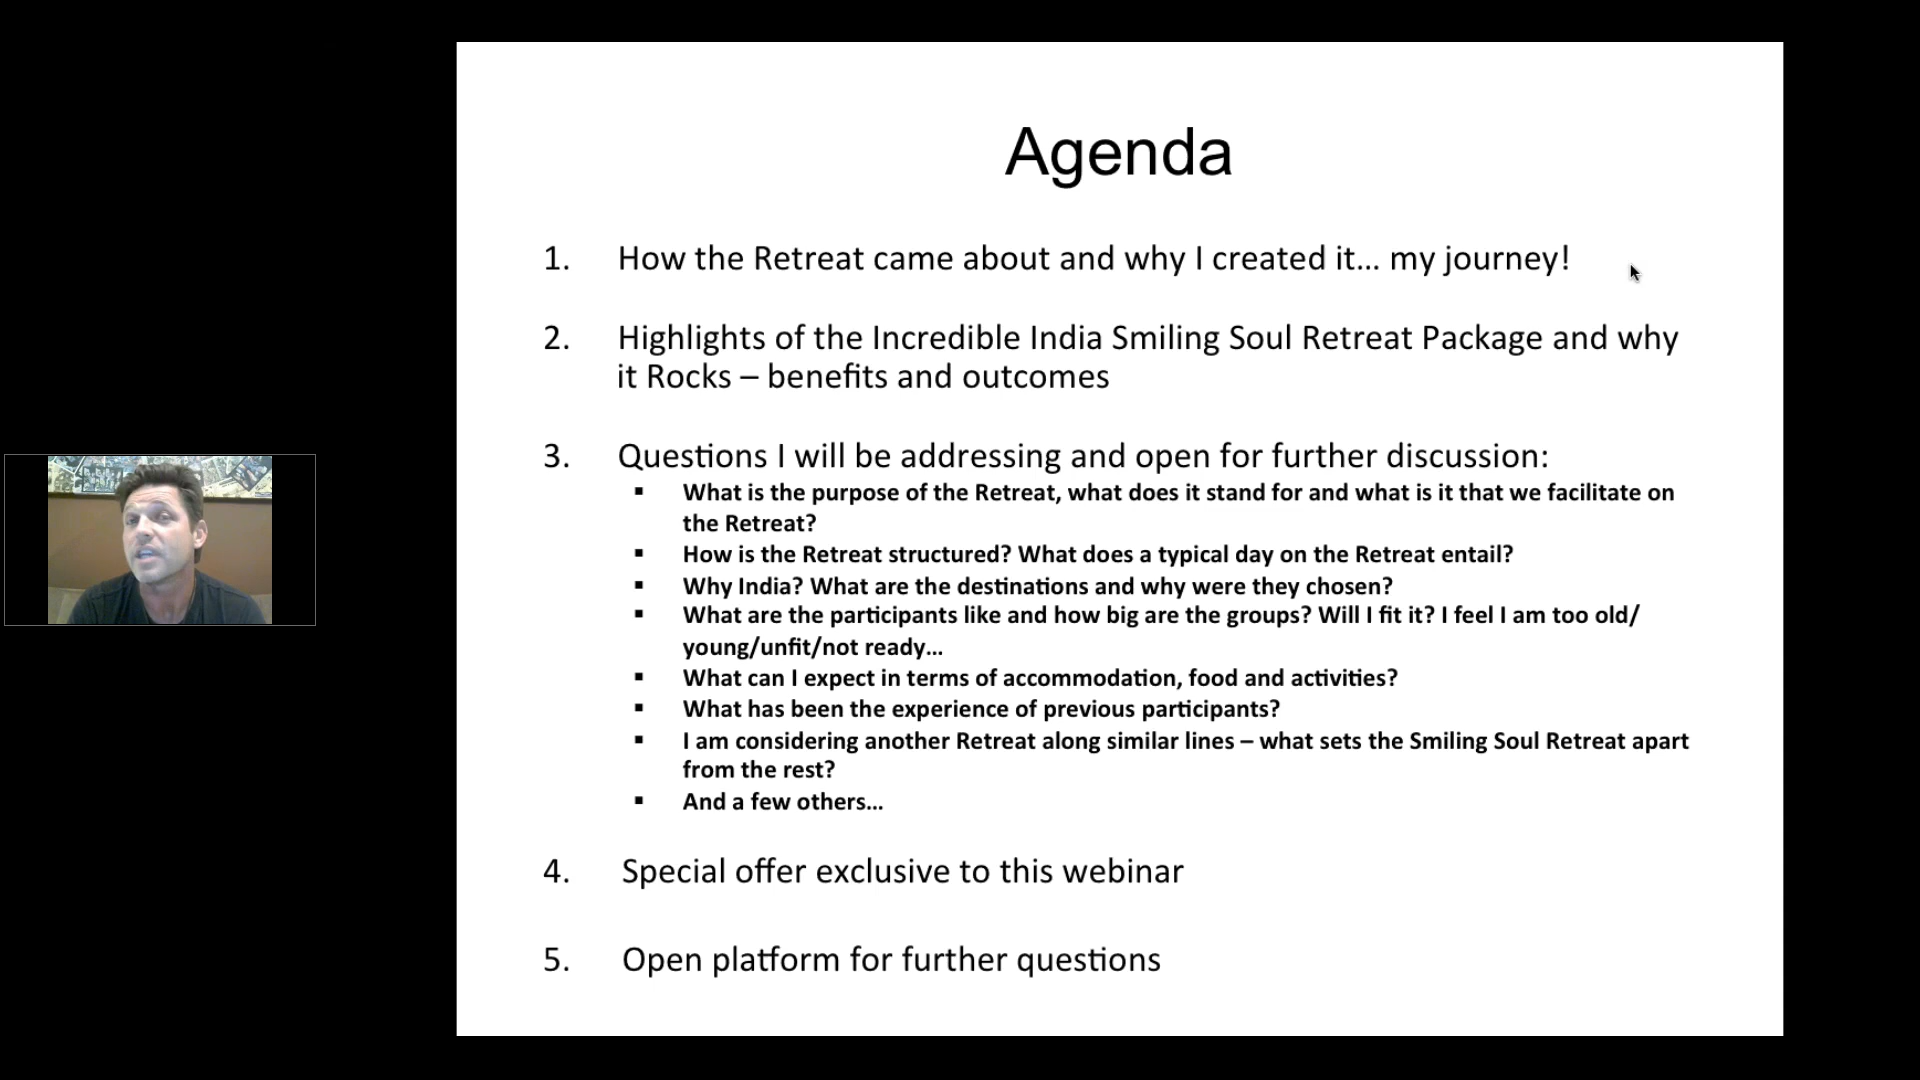 Agenda
1. How the Retreat came about and why I created it... my journey!
2. Highlights of the Incredible India Smiling Soul Retreat Package and why
it Rocks – benefits and outcomes
3. Questions I will be addressing and open for further discussion:
▪ What is the purpose of the Retreat, what does it stand for and what is it that we facilitate on
the Retreat?
▪ How is the Retreat structured? What does a typical day on the Retreat entail?
▪ Why India? What are the destinations and why were they chosen?
▪ What are the participants like and how big are the groups? Will I fit it? I feel I am too old/
young/unfit/not ready...
▪ What can I expect in terms of accommodation, food and activities?
▪ What has been the experience of previous participants?
▪ I am considering another Retreat along similar lines – what sets the Smiling Soul Retreat apart
from the rest?
▪ And a few others...
4. Special offer exclusive to this webinar
5. Open platform for further questions